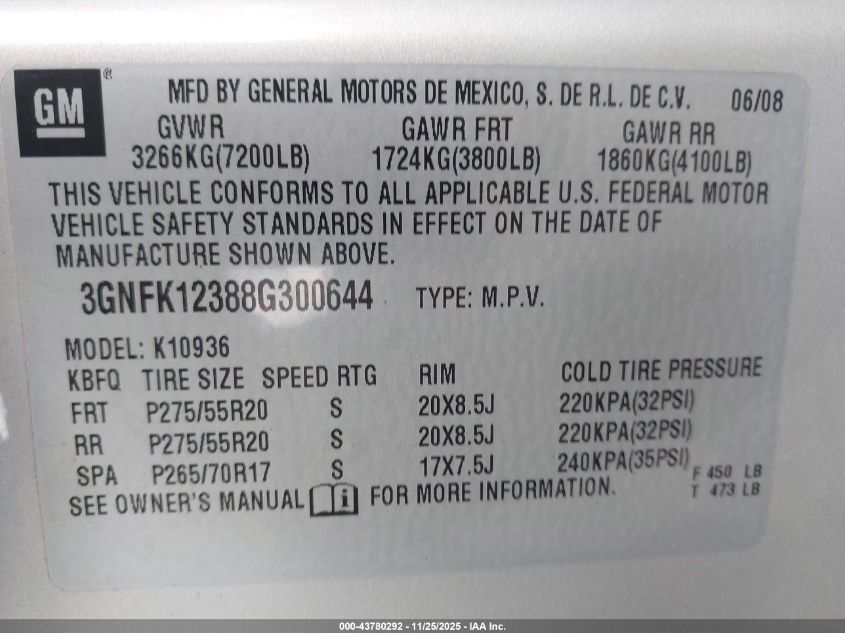 GM ®
MFD BY GENERAL MOTORS DE MEXICO, S. DE R.L. DE C.V. 06/08
GVWR GAWR FRT GAWR RR
3266KG(7200LB) 1724KG(3800LB) 1860KG(4100LB)
THIS VEHICLE CONFORMS TO ALL APPLICABLE U.S. FEDERAL MOTOR
VEHICLE SAFETY STANDARDS IN EFFECT ON THE DATE OF
MANUFACTURE SHOWN ABOVE.
3GNFK12388G300644 TYPE: M.P.V.
MODEL: K10936
KBFQ TIRE SIZE SPEED RTG RIM COLD TIRE PRESSURE
FRT P275/55R20 S 20X8.5J 220KPA(32PSI)
RR P275/55R20 S 20X8.5J 220KPA(32PSI)
SPA P265/70R17 S 17X7.5J 240KPA(35PSI) F 450 LB
SEE OWNER'S MANUAL i FOR MORE INFORMATION. T 473 LB
000-43780292 - 11/25/2025 - IAA Inc.